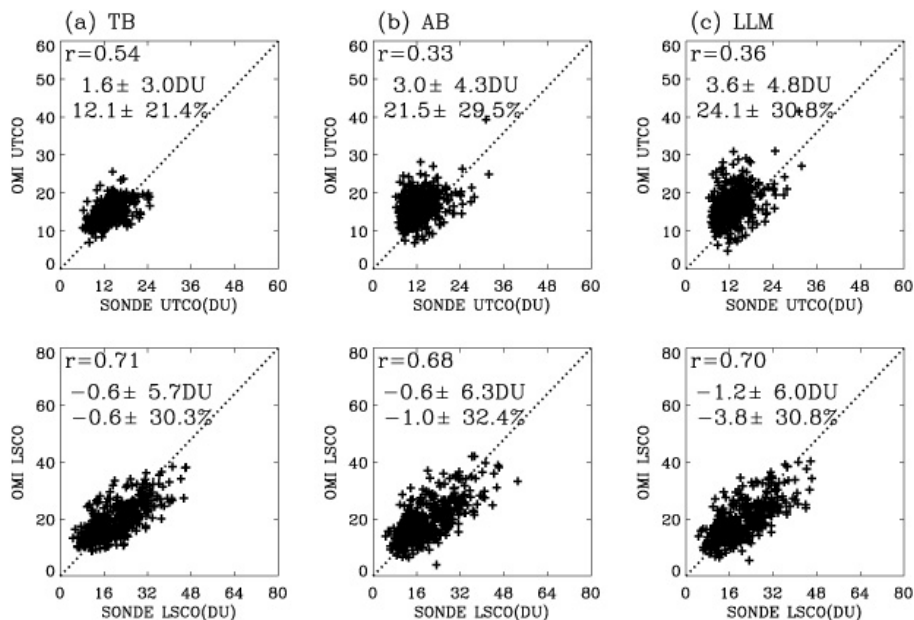 (a) TB
(b) AB
(c) LLM
r=0.54
1.6± 3.0DU
12.1± 21.4%
OMI UTCO
60
50
40
30
20
10
0
0 12 24 36 48 60
SONDE UTCO(DU)
r=0.33
3.0± 4.3DU
21.5± 29.5%
OMI UTCO
60
50
40
30
20
10
0
0 12 24 36 48 60
SONDE UTCO(DU)
r=0.36
3.6± 4.8DU
24.1± 30.8%
OMI UTCO
60
50
40
30
20
10
0
0 12 24 36 48 60
SONDE UTCO(DU)
r=0.71
−0.6± 5.7DU
−0.6± 30.3%
OMI LSCO
80
60
40
20
0
0 16 32 48 64 80
SONDE LSCO(DU)
r=0.68
−0.6± 6.3DU
−1.0± 32.4%
OMI LSCO
80
60
40
20
0
0 16 32 48 64 80
SONDE LSCO(DU)
r=0.70
−1.2± 6.0DU
−3.8± 30.8%
OMI LSCO
80
60
40
20
0
0 16 32 48 64 80
SONDE LSCO(DU)